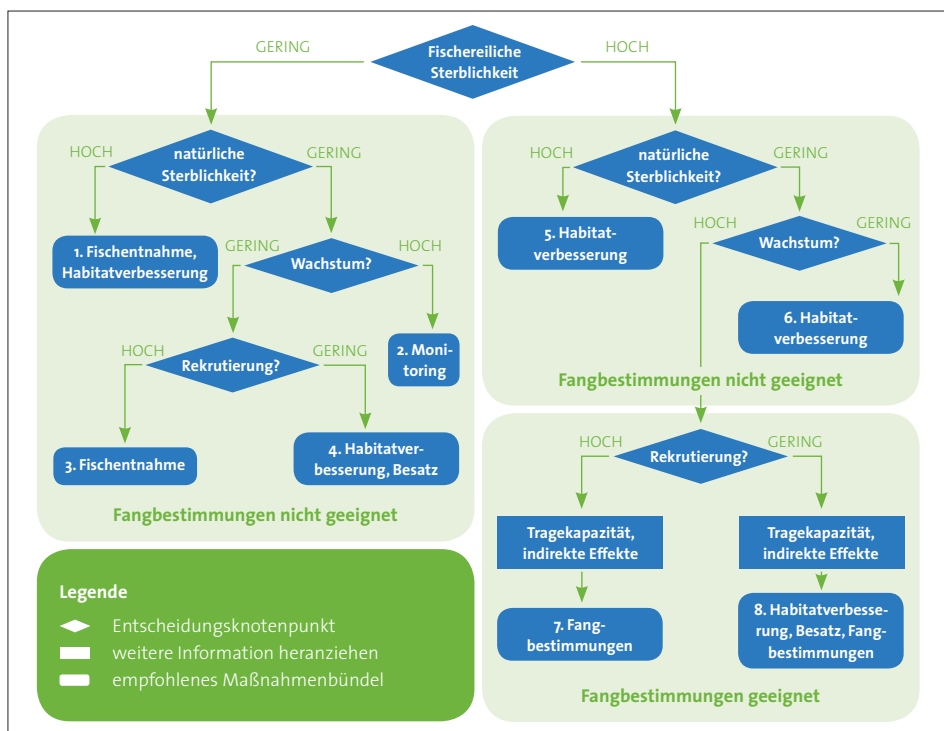 GERING
HOCH
Fischereiliche
Sterblichkeit
HOCH
natürliche
Sterblichkeit?
GERING
1. Fischentnahme,
Habitatverbesserung
GERING
Wachstum?
HOCH
HOCH
Rekrutierung?
GERING
2. Moni-
toring
3. Fischentnahme
4. Habitatver-
besserung, Besatz
Fangbestimmungen nicht geeignet
HOCH
natürliche
Sterblichkeit?
GERING
5. Habitat-
verbesserung
HOCH
Wachstum?
GERING
6. Habitat-
verbesserung
Fangbestimmungen nicht geeignet
HOCH
Rekrutierung?
GERING
Tragekapazität,
indirekte Effekte
Tragekapazität,
indirekte Effekte
7. Fang-
bestimmungen
8. Habitatverbesse-
rung, Besatz, Fang-
bestimmungen
Fangbestimmungen geeignet
Legende
Entscheidungsknotenpunkt
weitere Information heranziehen
empfohlenes Maßnahmenbündel